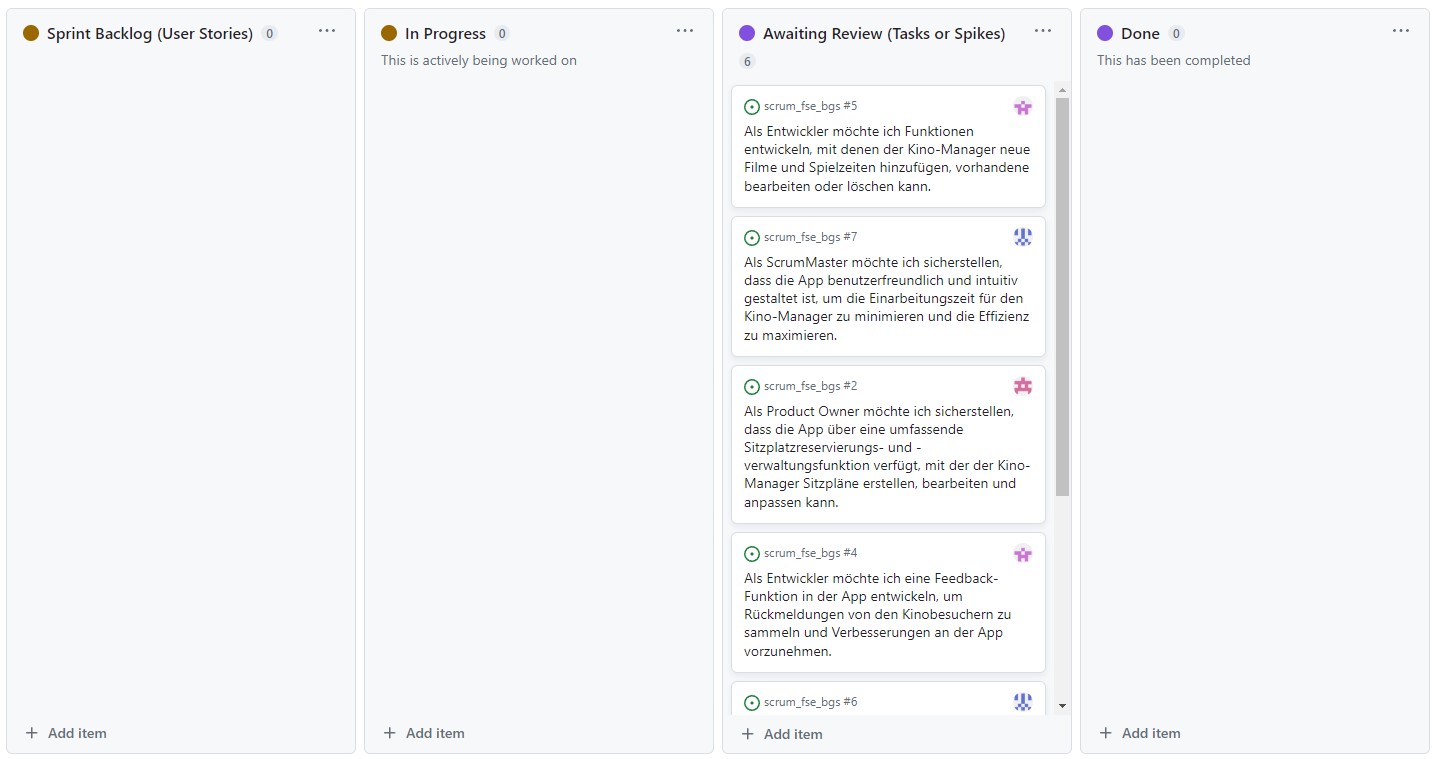 Sprint Backlog (User Stories) 0
In Progress 0
This is actively being worked on
Awaiting Review (Tasks or Spikes)
6
scrum_fse_bgs #5
Als Entwickler möchte ich Funktionen
entwickeln, mit denen der Kino-Manager neue
Filme und Spielzeiten hinzufügen, vorhandene
bearbeiten oder löschen kann.
scrum_fse_bgs #7
Als ScrumMaster möchte ich sicherstellen,
dass die App benutzerfreundlich und intuitiv
gestaltet ist, um die Einarbeitungszeit für den
Kino-Manager zu minimieren und die Effizienz
zu maximieren.
scrum_fse_bgs #2
Als Product Owner möchte ich sicherstellen,
dass die App über eine umfassende
Sitzplatzreservierungs- und -
verwaltungsfunktion verfügt, mit der der Kino-
Manager Sitzpläne erstellen, bearbeiten und
anpassen kann.
scrum_fse_bgs #4
Als Entwickler möchte ich eine Feedback-
Funktion in der App entwickeln, um
Rückmeldungen von den Kinobesuchern zu
sammeln und Verbesserungen an der App
vorzunehmen.
scrum_fse_bgs #6
Done 0
This has been completed
+ Add item
+ Add item
+ Add item
+ Add item